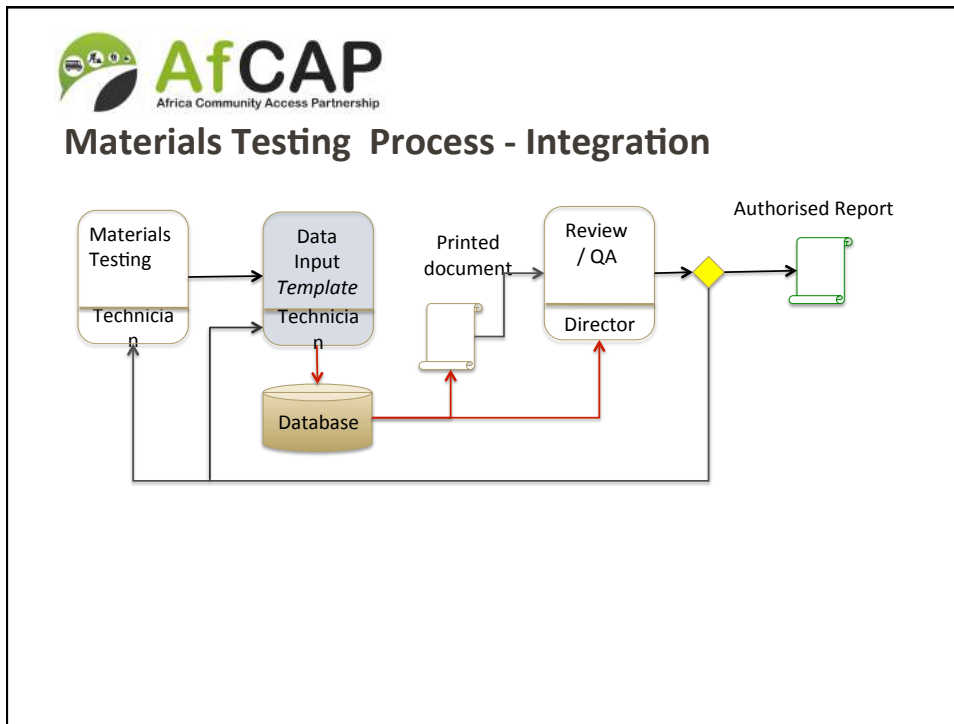 AfCAP
Africa Community Access Partnership
Materials Testing Process - Integration
Materials
Testing
Technicia
n
Data
Input
Template
Technicia
n
Database
Printed
document
Review
/ QA
Director
Authorised Report